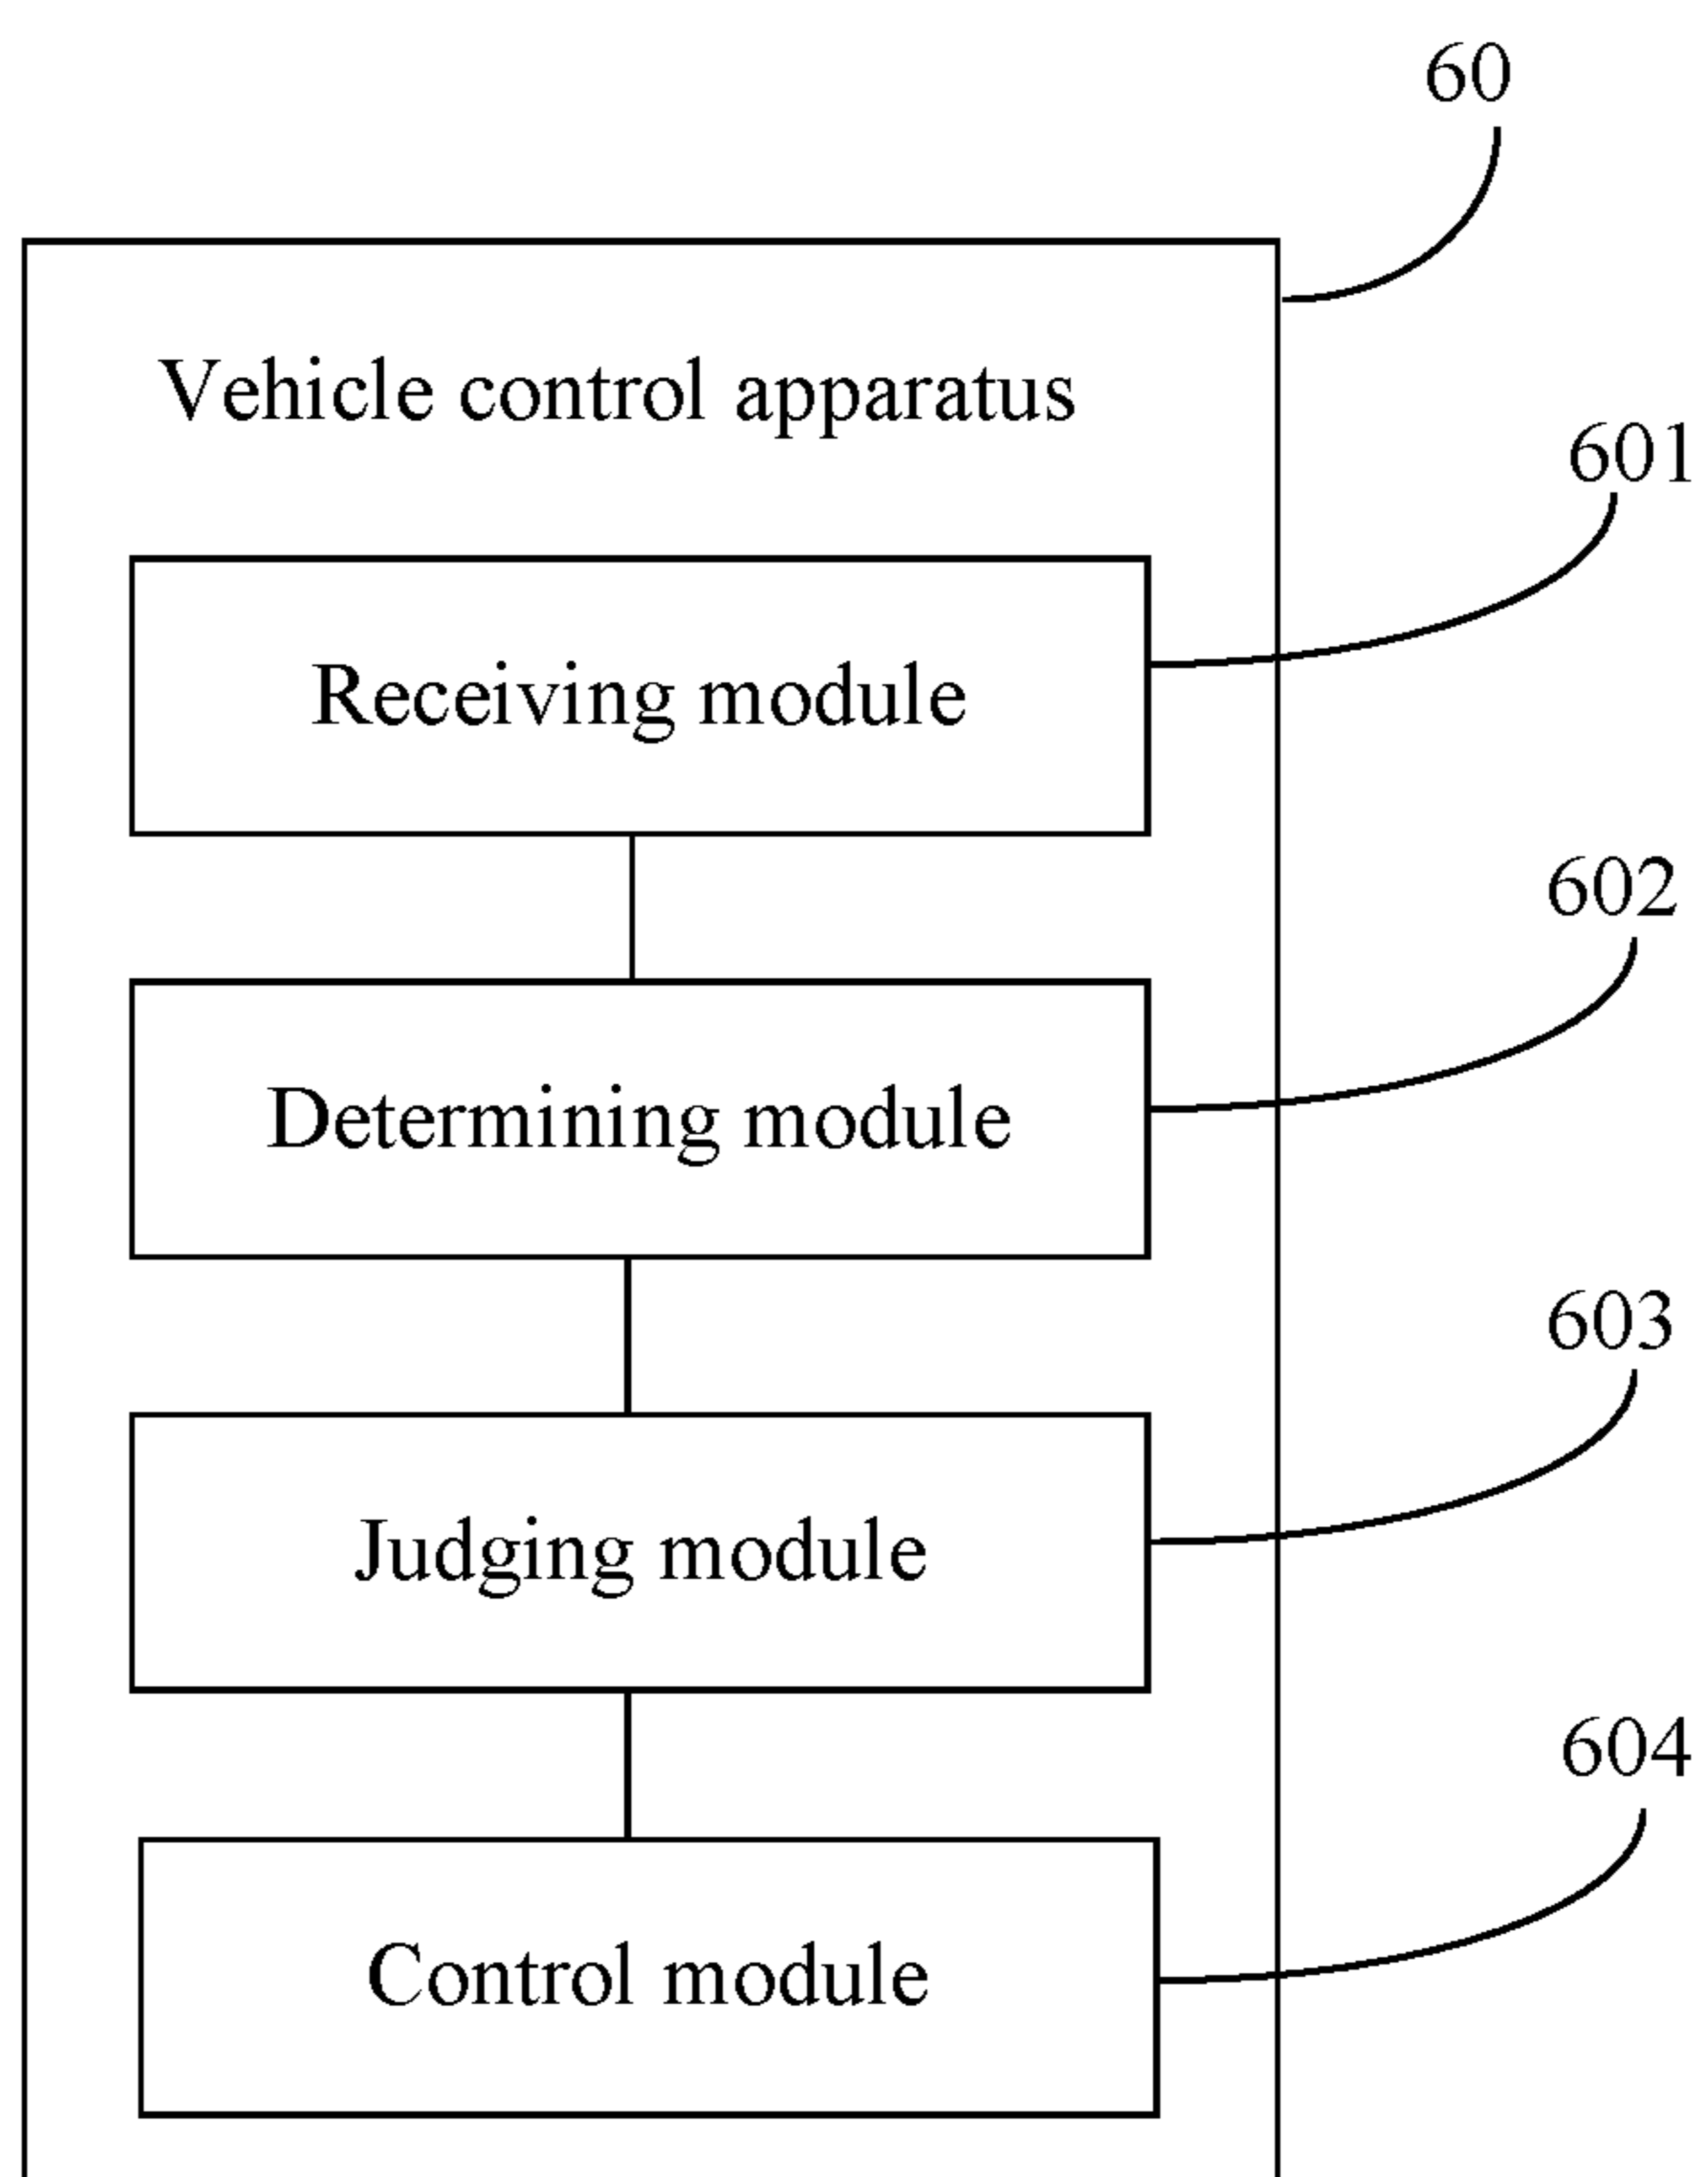 60
Vehicle control apparatus
601
Receiving module
602
Determining module
603
Judging module
604
Control module